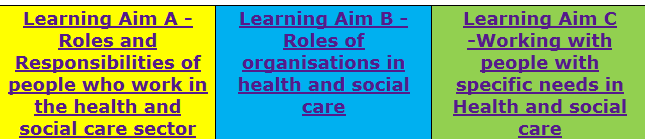 Learning Aim A -
Roles and
Responsibilities of
people who work in
the health and
social care sector
Learning Aim B -
Roles of
organisations in
health and social
care
Learning Aim C
-Working with
people with
specific needs in
Health and social
care